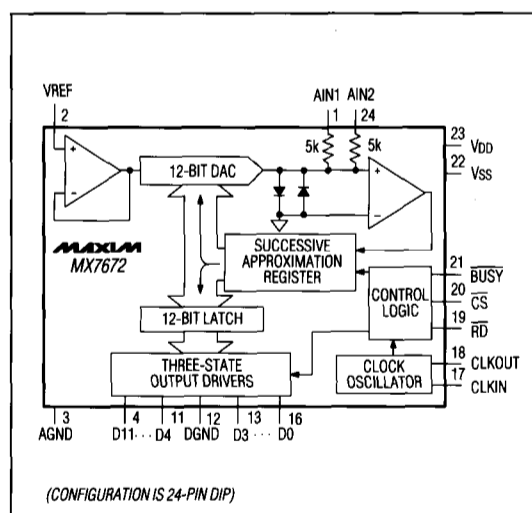 VREF
2
AIN1 AIN2
1 24
5k 5k
23
VDD
22
VSS
12-BIT DAC
+
−
+
−
MAXIM
MX7672
SUCCESSIVE
APPROXIMATION
REGISTER
12-BIT LATCH
THREE-STATE
OUTPUT DRIVERS
CONTROL
LOGIC
CLOCK
OSCILLATOR
21
BUSY
20
CS
19
RD
18
CLKOUT
17
CLKIN
3 4 11 12 13 16
AGND D11···D4 DGND D3···D0
(CONFIGURATION IS 24-PIN DIP)